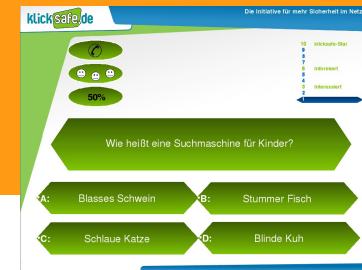 klicksafe.de
Die Initiative für mehr Sicherheit im Netz
10 klicksafe-Star
9
8
7
6 Informiert
5
4
3 Interessiert
2
1
50%
Wie heißt eine Suchmaschine für Kinder?
A: Blasses Schwein
B: Stummer Fisch
C: Schlaue Katze
D: Blinde Kuh